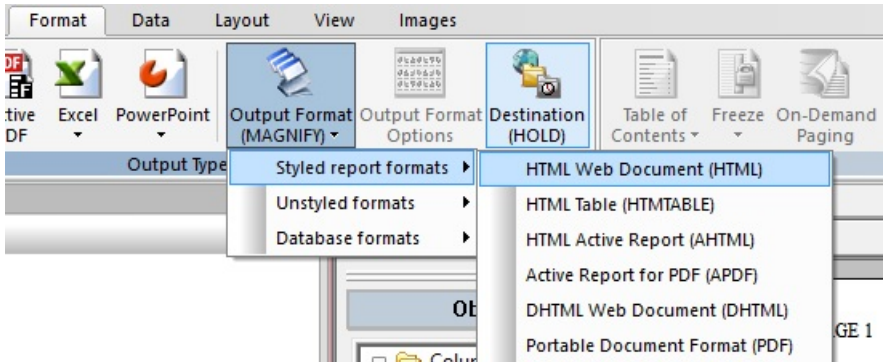 Format Data Layout View Images
Excel PowerPoint Output Format Output Format Destination Table of Freeze On-Demand
DF (MAGNIFY) Options (HOLD) Contents Paging
Output Type
Styled report formats HTML Web Document (HTML)
Unstyled formats HTML Table (HTMTABLE)
Database formats HTML Active Report (AHTML)
Active Report for PDF (APDF)
DHTML Web Document (DHTML)
GE 1
Portable Document Format (PDF)